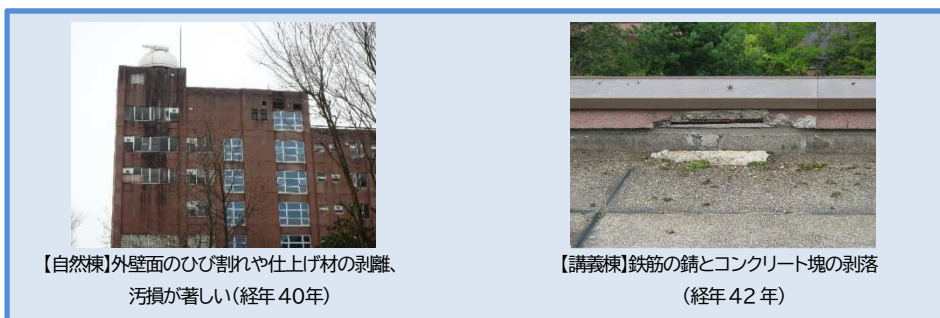 【自然棟】外壁面のひび割れや仕上げ材の剥離、
汚損が著しい(経年 40年)
【講義棟】鉄筋の錆とコンクリート塊の剥落
(経年 42 年)